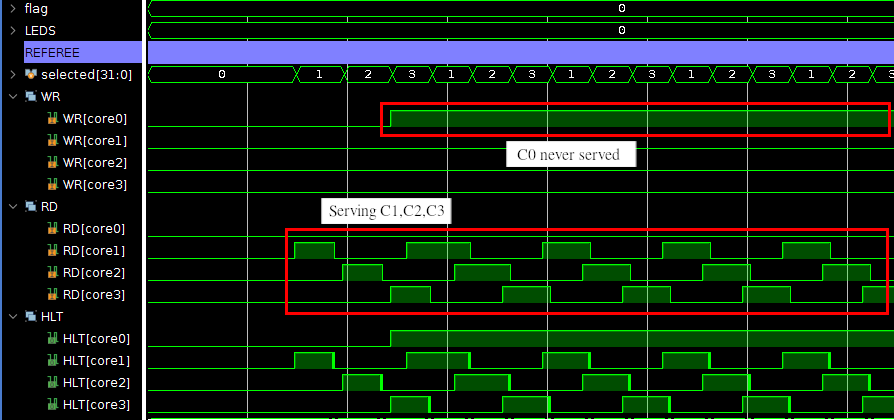 flag
0
LEDS
0
REFEREE
selected[31:0]
0 1 2 3 1 2 3 1 2 3 1 2 3 1 2 3
WR
WR[core0]
WR[core1]
C0 never served
WR[core2]
WR[core3]
RD
Serving C1,C2,C3
RD[core0]
RD[core1]
RD[core2]
RD[core3]
HLT
HLT[core0]
HLT[core1]
HLT[core2]
HLT[core3]